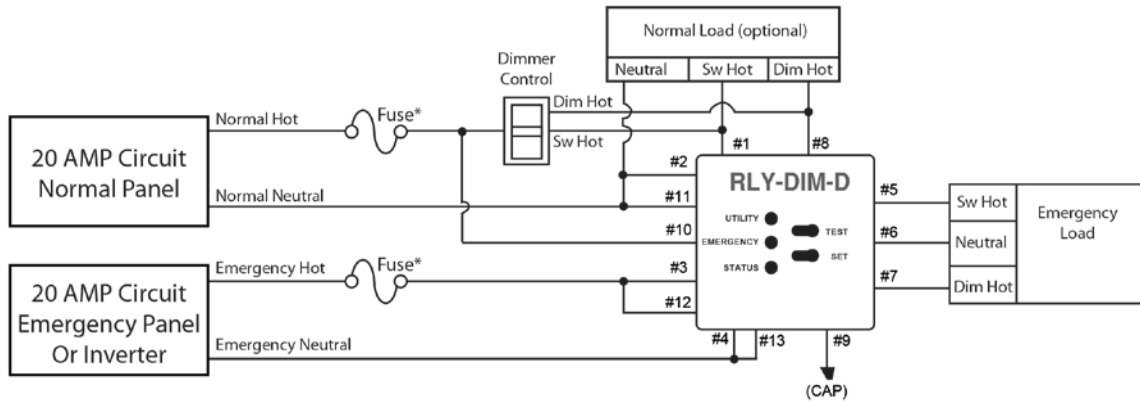 Normal Load (optional)
Neutral Sw Hot Dim Hot
Dimmer
Control
Dim Hot
Sw Hot
Normal Hot
Fuse*
20 AMP Circuit
Normal Panel
Normal Neutral
#1
#8
#2
#11
#10
#3
#12
#4
#13
#9
(CAP)
RLY-DIM-D
UTILITY
EMERGENCY
STATUS
TEST
SET
#5
#6
#7
Sw Hot
Neutral
Dim Hot
Emergency
Load
Emergency Hot
Fuse*
20 AMP Circuit
Emergency Panel
Or Inverter
Emergency Neutral